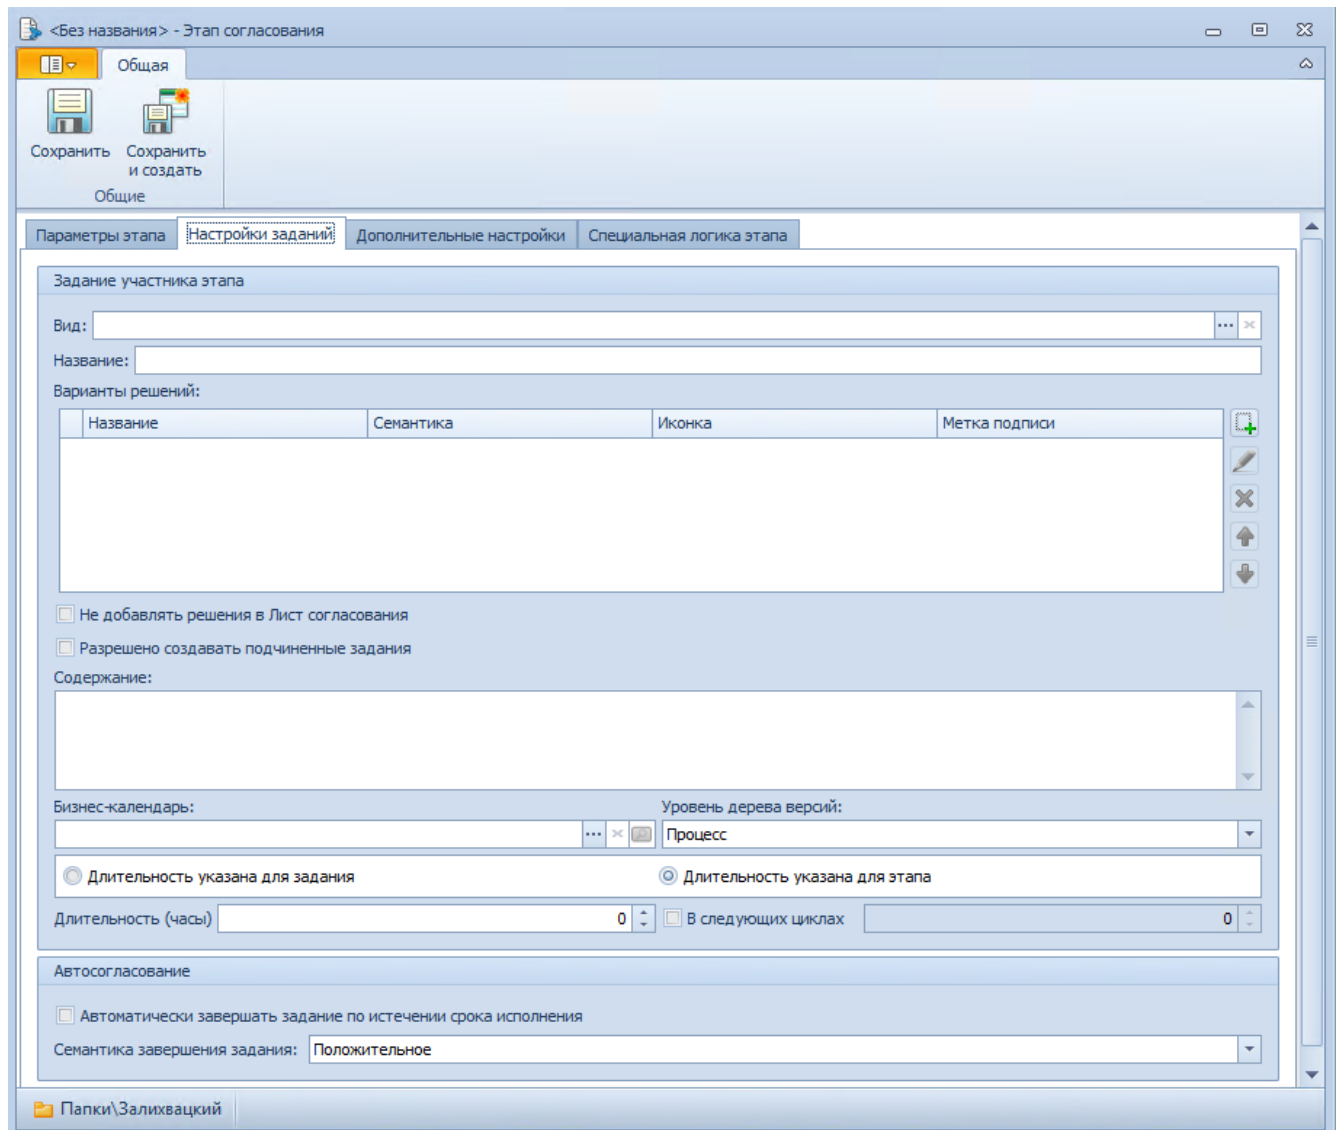 <Без названия> - Этап согласования
Общая
Сохранить
Сохранить и создать
Общие
Параметры этапа
Настройки заданий
Дополнительные настройки
Специальная логика этапа
Задание участника этапа
Вид:
Название:
Варианты решений:
Название Семантика Иконка Метка подписи
Не добавлять решения в Лист согласования
Разрешено создавать подчиненные задания
Содержание:
Бизнес-календарь: Уровень дерева версий:
Процесс
Длительность указана для задания Длительность указана для этапа
Длительность (часы) 0 В следующих циклах 0
Автосогласование
Автоматически завершать задание по истечении срока исполнения
Семантика завершения задания: Положительное
Папки\Залихвацкий